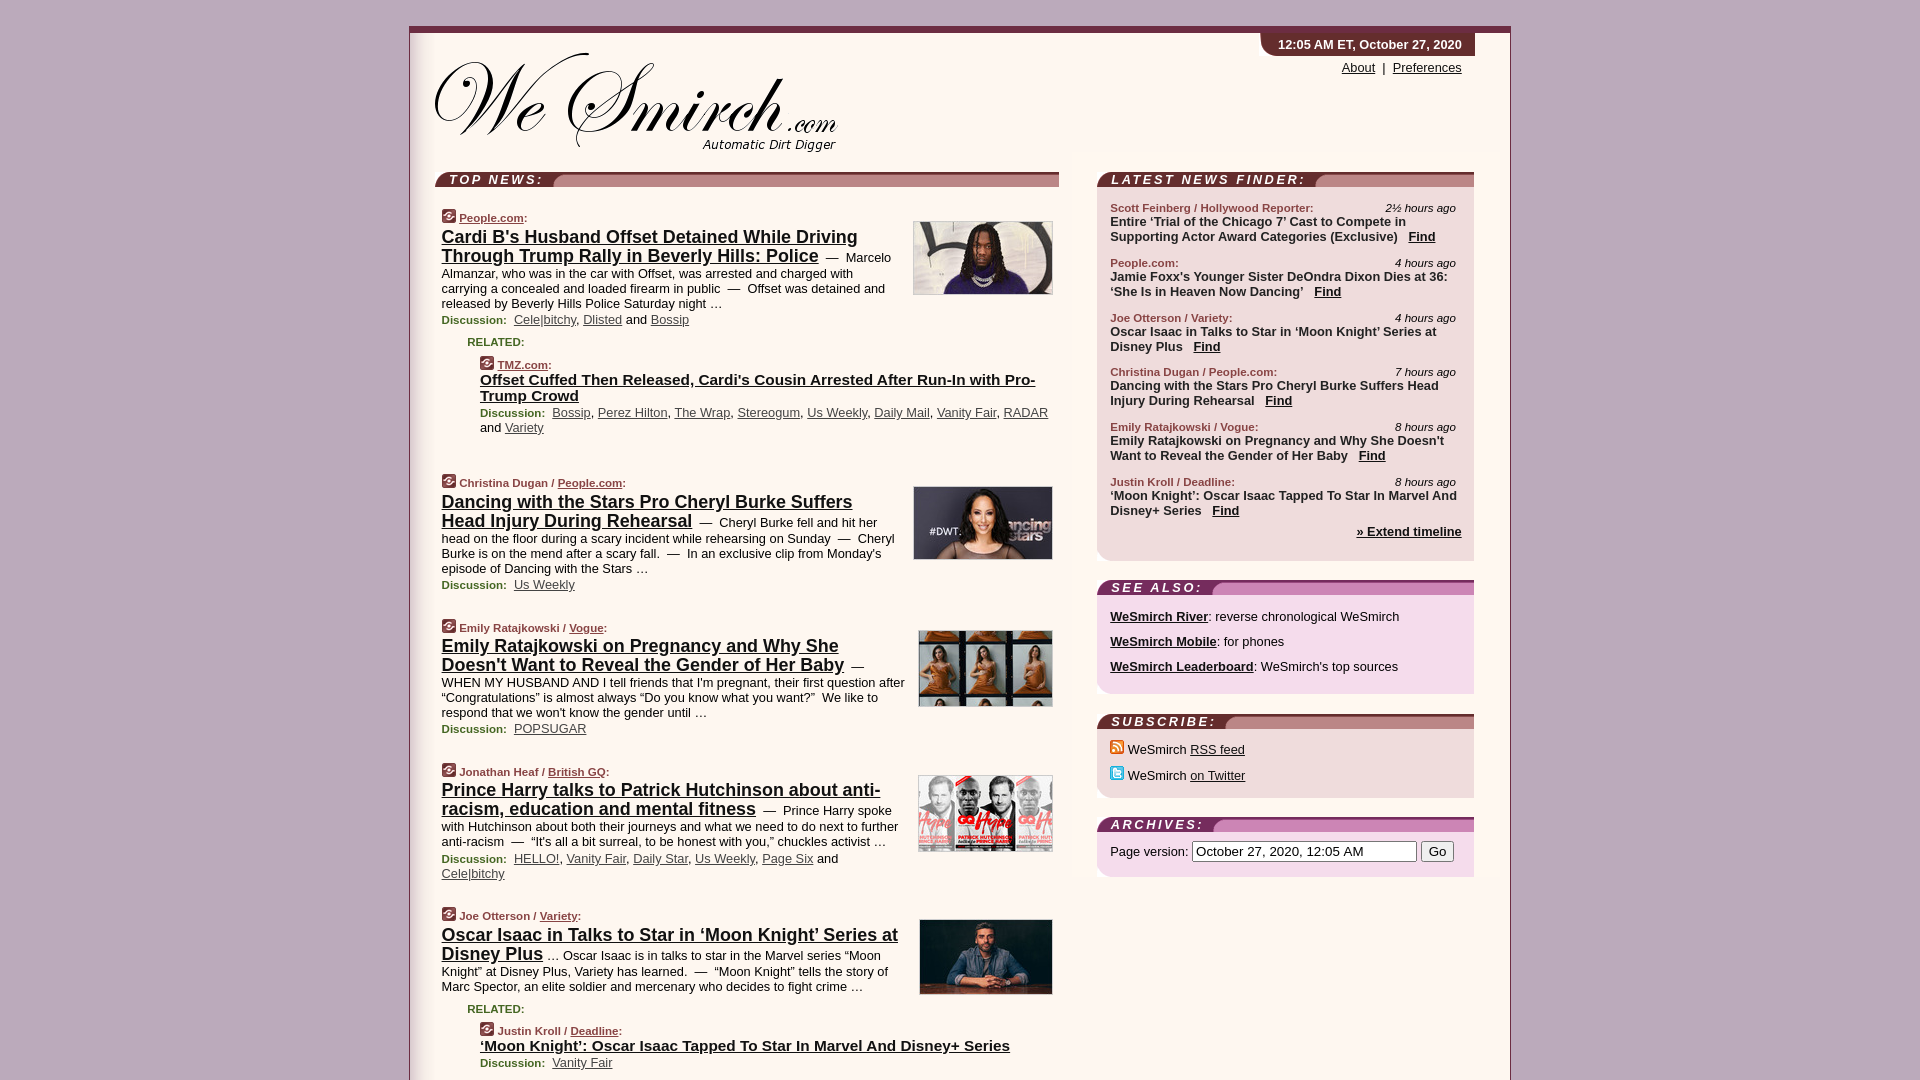 12:05 AM ET, October 27, 2020
About | Preferences
We Smirch .com
Automatic Dirt Digger
TOP NEWS:
People.com:
Cardi B's Husband Offset Detained While Driving
Through Trump Rally in Beverly Hills: Police — Marcelo
Almanzar, who was in the car with Offset, was arrested and charged with
carrying a concealed and loaded firearm in public — Offset was detained and
released by Beverly Hills Police Saturday night …
Discussion: Cele|bitchy, Dlisted and Bossip
RELATED:
TMZ.com:
Offset Cuffed Then Released, Cardi's Cousin Arrested After Run-In with Pro-
Trump Crowd
Discussion: Bossip, Perez Hilton, The Wrap, Stereogum, Us Weekly, Daily Mail, Vanity Fair, RADAR
and Variety
Christina Dugan / People.com:
Dancing with the Stars Pro Cheryl Burke Suffers
Head Injury During Rehearsal — Cheryl Burke fell and hit her
head on the floor during a scary incident while rehearsing on Sunday — Cheryl
Burke is on the mend after a scary fall. — In an exclusive clip from Monday's
episode of Dancing with the Stars …
Discussion: Us Weekly
#DWT
ancing
stars
Emily Ratajkowski / Vogue:
Emily Ratajkowski on Pregnancy and Why She
Doesn't Want to Reveal the Gender of Her Baby —
WHEN MY HUSBAND AND I tell friends that I'm pregnant, their first question after
“Congratulations” is almost always “Do you know what you want?” We like to
respond that we won't know the gender until …
Discussion: POPSUGAR
Jonathan Heaf / British GQ:
Prince Harry talks to Patrick Hutchinson about anti-
racism, education and mental fitness — Prince Harry spoke
with Hutchinson about both their journeys and what we need to do next to further
anti-racism — “It's all a bit surreal, to be honest with you,” chuckles activist …
Discussion: HELLO!, Vanity Fair, Daily Star, Us Weekly, Page Six and
Cele|bitchy
GQ Hype
PATRICK HUTCHINSON
Joe Otterson / Variety:
Oscar Isaac in Talks to Star in ‘Moon Knight’ Series at
Disney Plus … Oscar Isaac is in talks to star in the Marvel series “Moon
Knight” at Disney Plus, Variety has learned. — “Moon Knight” tells the story of
Marc Spector, an elite soldier and mercenary who decides to fight crime …
RELATED:
Justin Kroll / Deadline:
‘Moon Knight’: Oscar Isaac Tapped To Star In Marvel And Disney+ Series
Discussion: Vanity Fair
LATEST NEWS FINDER:
Scott Feinberg / Hollywood Reporter: 2½ hours ago
Entire ‘Trial of the Chicago 7’ Cast to Compete in
Supporting Actor Award Categories (Exclusive) Find
People.com: 4 hours ago
Jamie Foxx's Younger Sister DeOndra Dixon Dies at 36:
‘She Is in Heaven Now Dancing’ Find
Joe Otterson / Variety: 4 hours ago
Oscar Isaac in Talks to Star in ‘Moon Knight’ Series at
Disney Plus Find
Christina Dugan / People.com: 7 hours ago
Dancing with the Stars Pro Cheryl Burke Suffers Head
Injury During Rehearsal Find
Emily Ratajkowski / Vogue: 8 hours ago
Emily Ratajkowski on Pregnancy and Why She Doesn't
Want to Reveal the Gender of Her Baby Find
Justin Kroll / Deadline: 8 hours ago
‘Moon Knight’: Oscar Isaac Tapped To Star In Marvel And
Disney+ Series Find
» Extend timeline
SEE ALSO:
WeSmirch River: reverse chronological WeSmirch
WeSmirch Mobile: for phones
WeSmirch Leaderboard: WeSmirch's top sources
SUBSCRIBE:
WeSmirch RSS feed
WeSmirch on Twitter
ARCHIVES:
Page version: October 27, 2020, 12:05 AM Go